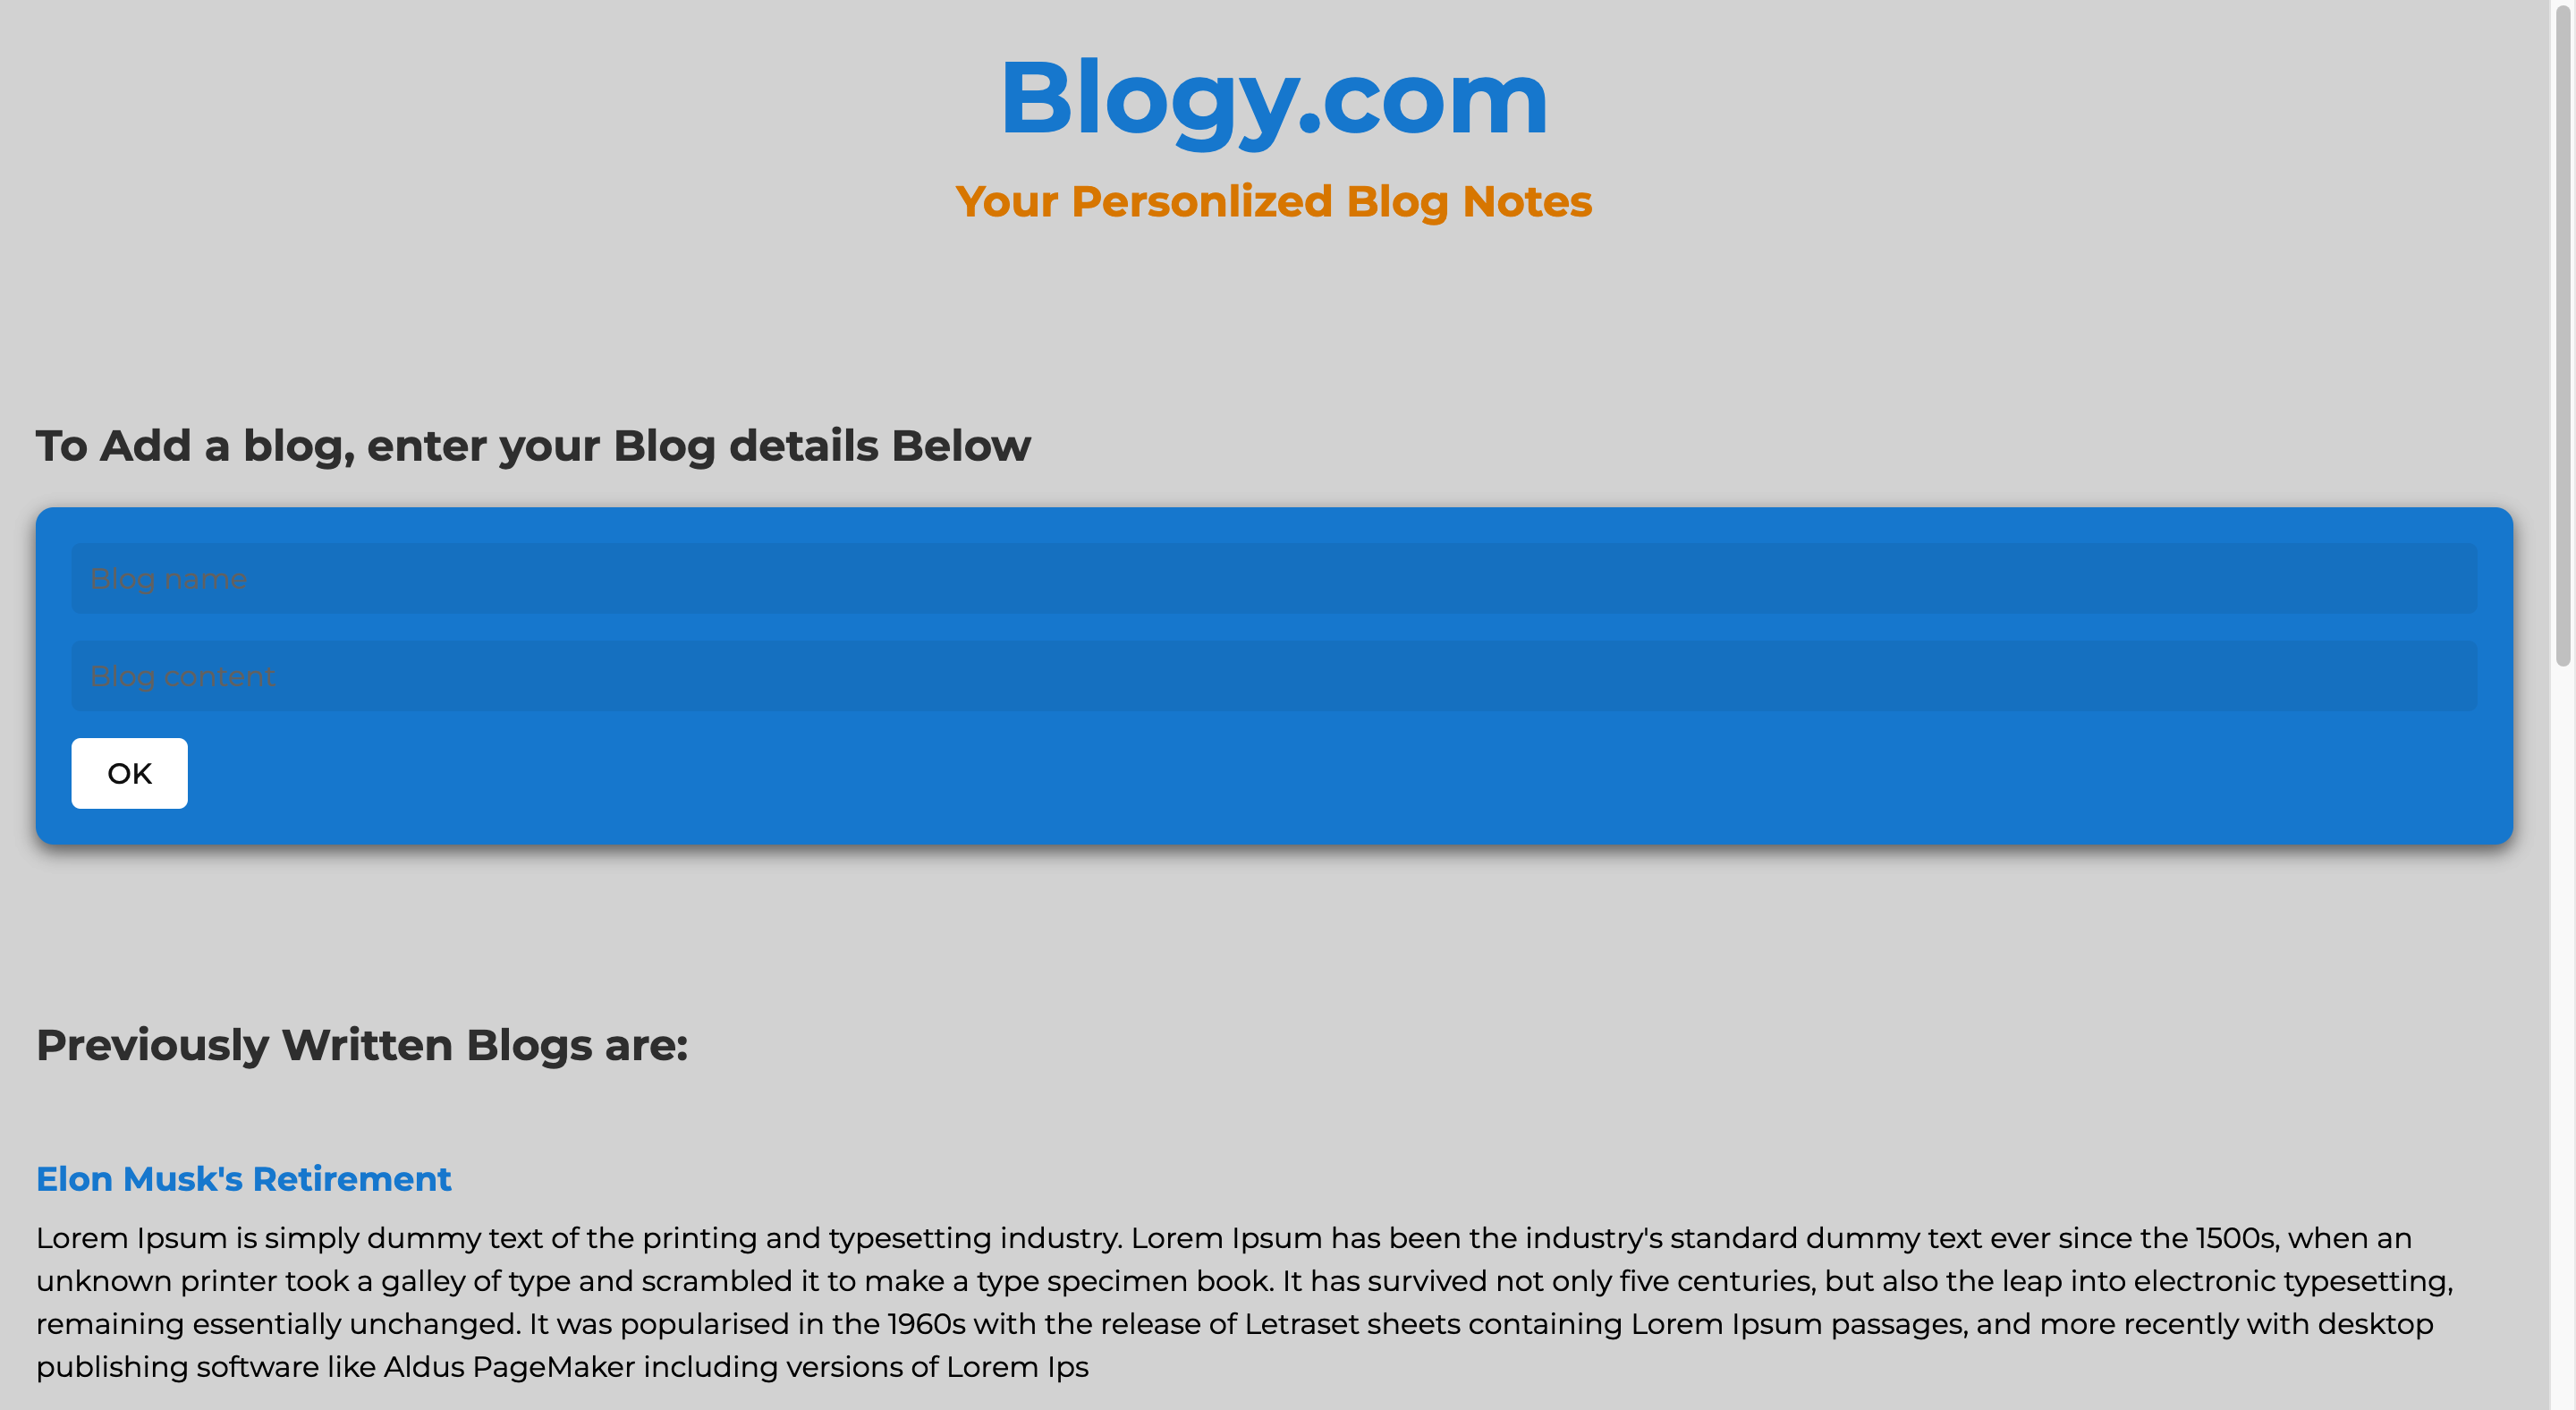 Blogy.com
Your Personlized Blog Notes
To Add a blog, enter your Blog details Below
Blog name
Blog content
OK
Previously Written Blogs are:
Elon Musk's Retirement
Lorem Ipsum is simply dummy text of the printing and typesetting industry. Lorem Ipsum has been the industry's standard dummy text ever since the 1500s, when an
unknown printer took a galley of type and scrambled it to make a type specimen book. It has survived not only five centuries, but also the leap into electronic typesetting,
remaining essentially unchanged. It was popularised in the 1960s with the release of Letraset sheets containing Lorem Ipsum passages, and more recently with desktop
publishing software like Aldus PageMaker including versions of Lorem Ips